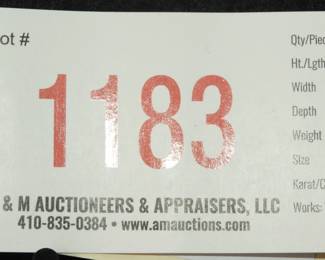 ot #
1183
& M AUCTIONEERS & APPRAISERS, LLC
410-835-0384 • www.amauctions.com
Qty/Piec
Ht./Lgth
Width
Depth
Weight
Size
Karat/C
Works: